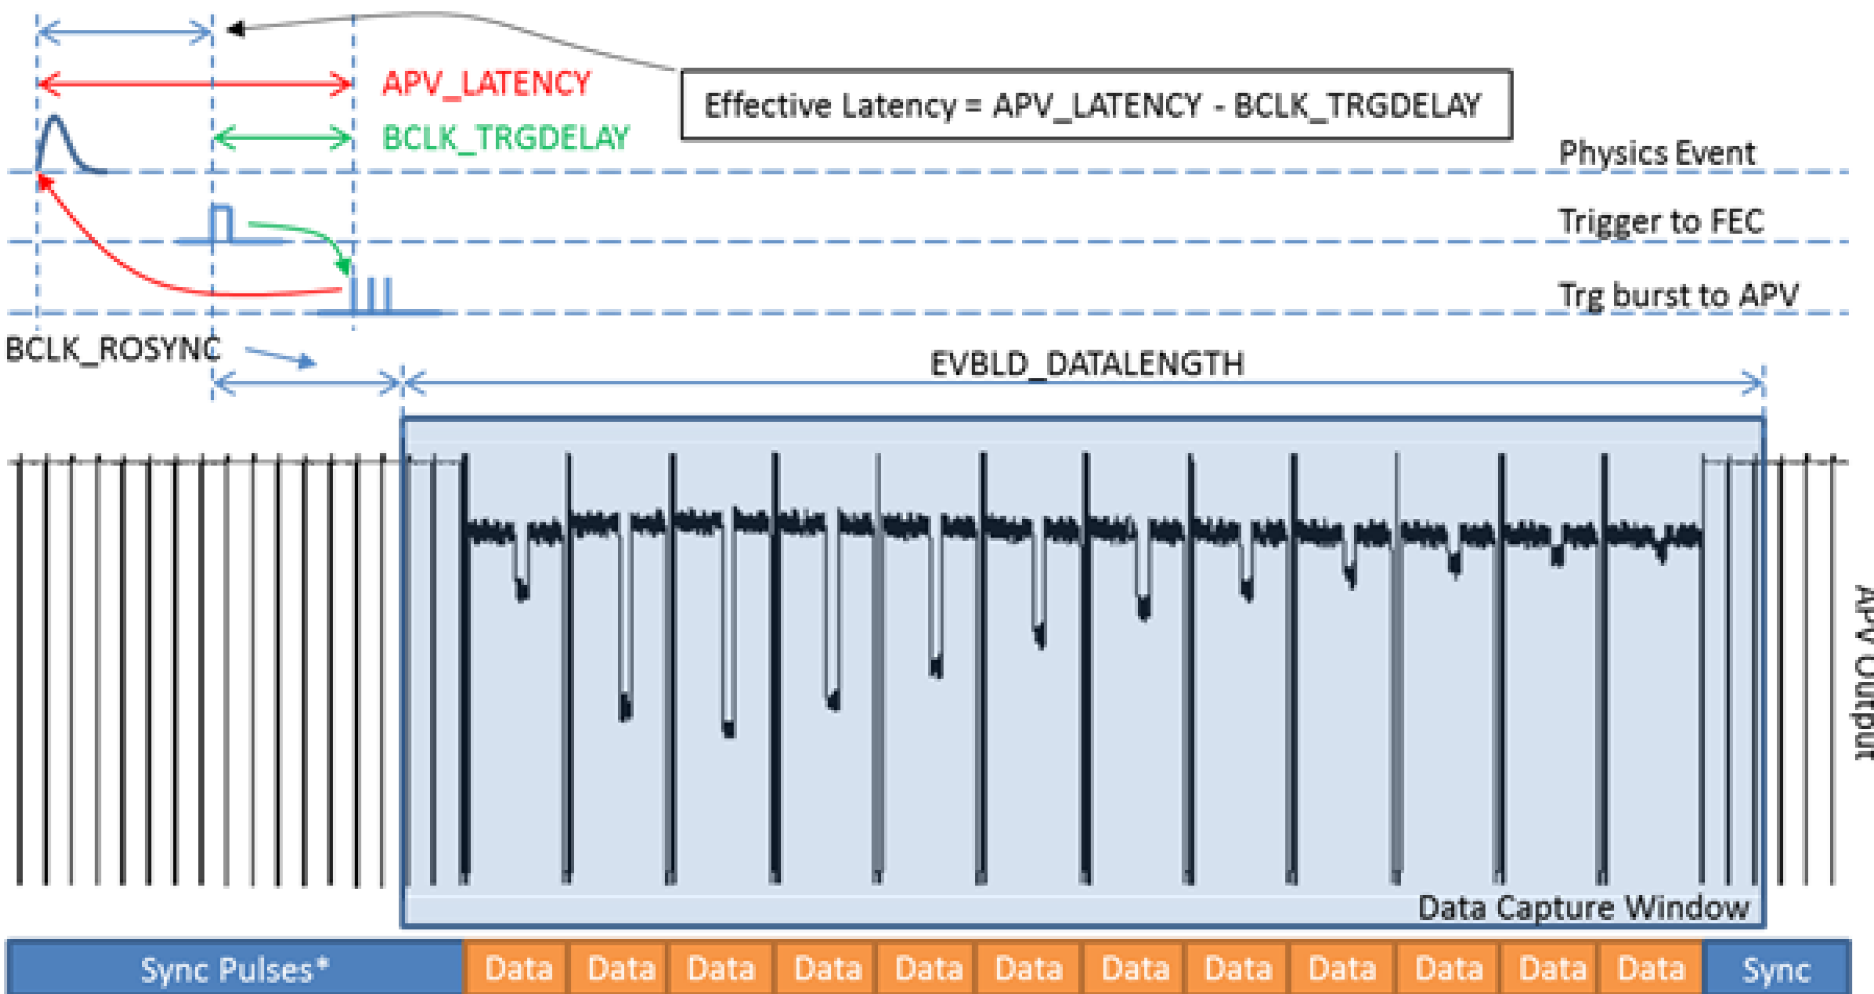 APV_LATENCY
Effective Latency = APV_LATENCY - BCLK_TRGDELAY
BCLK_TRGDELAY
Physics Event
Trigger to FEC
Trg burst to APV
BCLK_ROSYNC
EVBLD_DATALENGTH
APV Output
Data Capture Window
Sync Pulses*
Data
Data
Data
Data
Data
Data
Data
Data
Data
Data
Data
Data
Sync